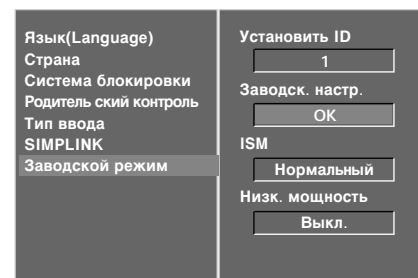 Язык(Language)
Страна
Система блокировки
Родитель ский контроль
Тип ввода
SIMPLINK
Заводской режим
Установить ID
1
Заводск. настр.
ОК
ISM
Нормальный
Низк. мощность
Выкл.